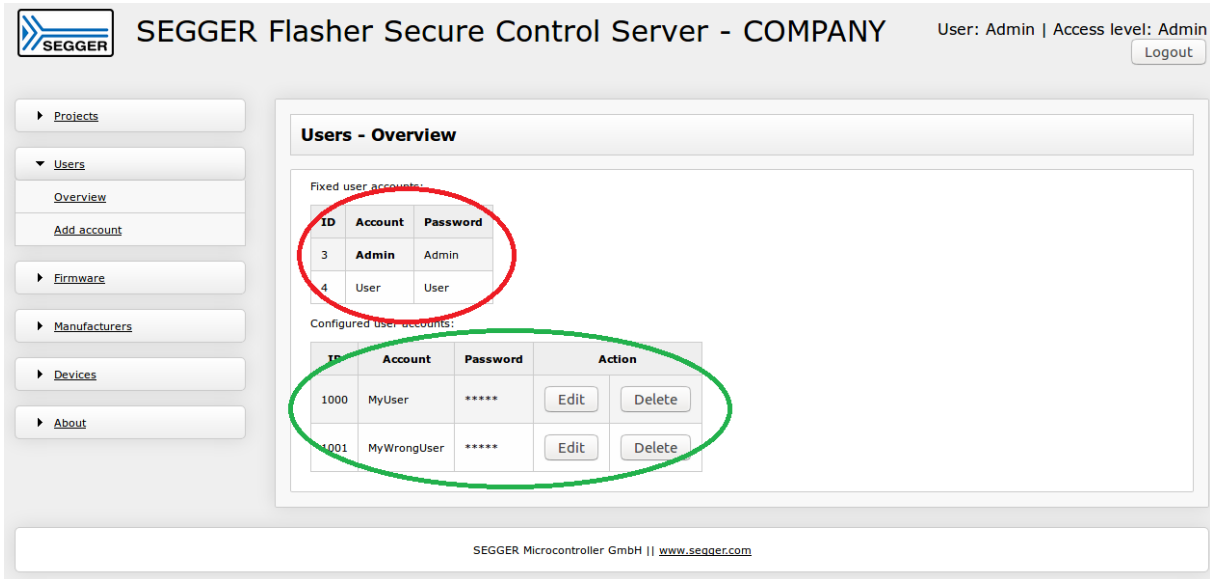 SEGGER
SEGGER Flasher Secure Control Server - COMPANY
User: Admin | Access level: Admin
Logout
Projects
Users
Overview
Add account
Firmware
Manufacturers
Devices
About
Users - Overview
Fixed user accounts:
ID Account Password
3 Admin Admin
4 User User
Configured user accounts:
ID Account Password Action
1000 MyUser ***** Edit Delete
1001 MyWrongUser ***** Edit Delete
SEGGER Microcontroller GmbH || www.segger.com